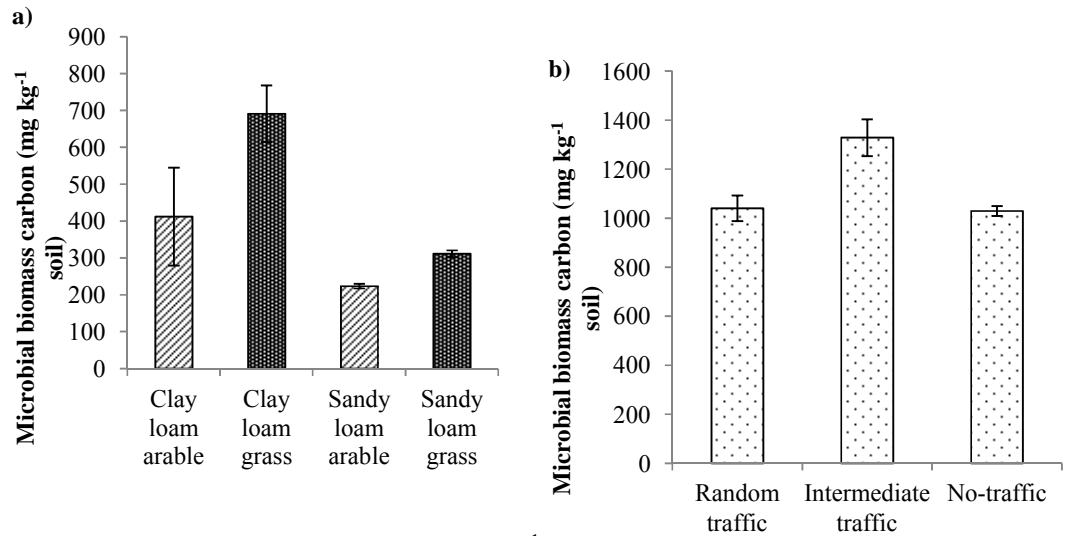 a)
Microbial biomass carbon (mg kg⁻¹
soil)
900
800
700
600
500
400
300
200
100
0
Clay
loam
arable
Clay
loam
grass
Sandy
loam
arable
Sandy
loam
grass
b)
Microbial biomass carbon (mg kg⁻¹
soil)
1600
1400
1200
1000
800
600
400
200
0
Random
traffic
Intermediate
traffic
No-traffic